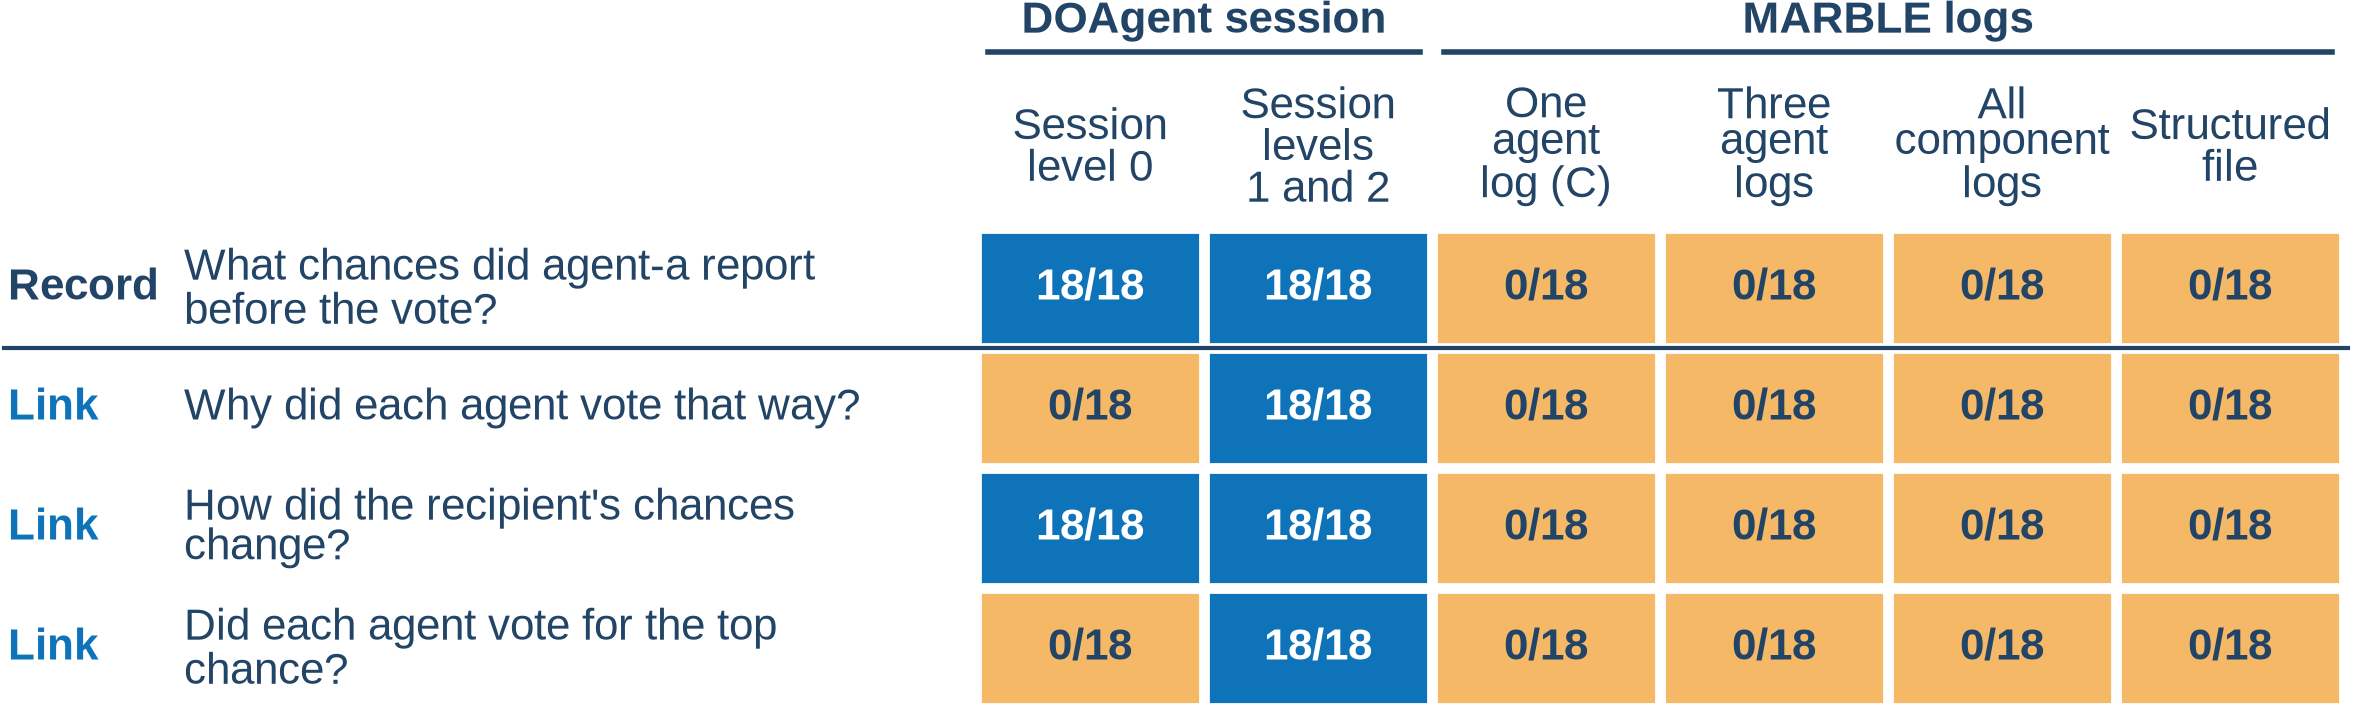 DOAgent session
MARBLE logs
Session
level 0
Session
levels
1 and 2
One
agent
log (C)
Three
agent
logs
All
component
logs
Structured
file
Record
What chances did agent-a report
before the vote?
18/18
18/18
0/18
0/18
0/18
0/18
Link
Why did each agent vote that way?
0/18
18/18
0/18
0/18
0/18
0/18
Link
How did the recipient's chances
change?
18/18
18/18
0/18
0/18
0/18
0/18
Link
Did each agent vote for the top
chance?
0/18
18/18
0/18
0/18
0/18
0/18